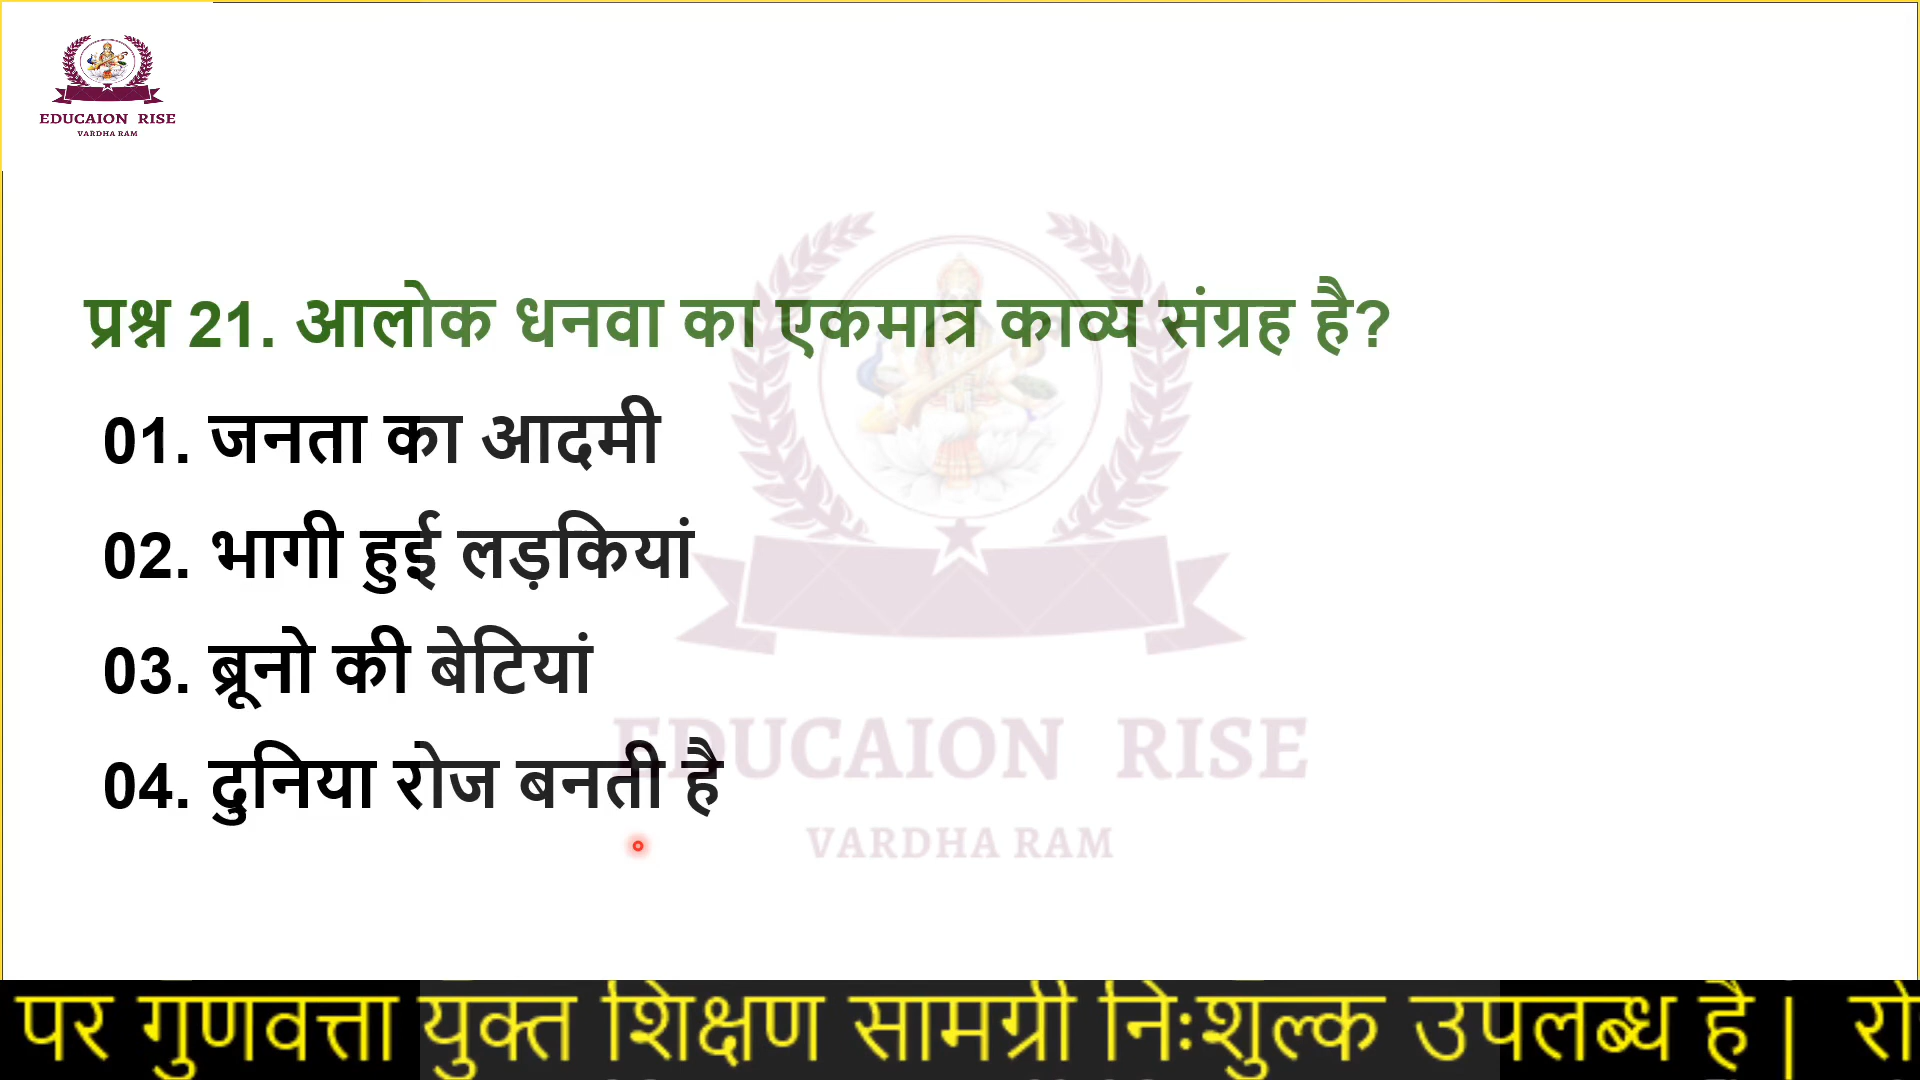 EDUCAION RISE
VARDHA RAM
प्रश्न 21. आलोक धनवा का एकमात्र काव्य संग्रह है?
01. जनता का आदमी
02. भागी हुई लड़कियां
03. ब्रूनो की बेटियां
04. दुनिया रोज बनती है
EDUCAION RISE
VARDHA RAM
पर गुणवत्ता युक्त शिक्षण सामग्री निःशुल्क उपलब्ध है| रो